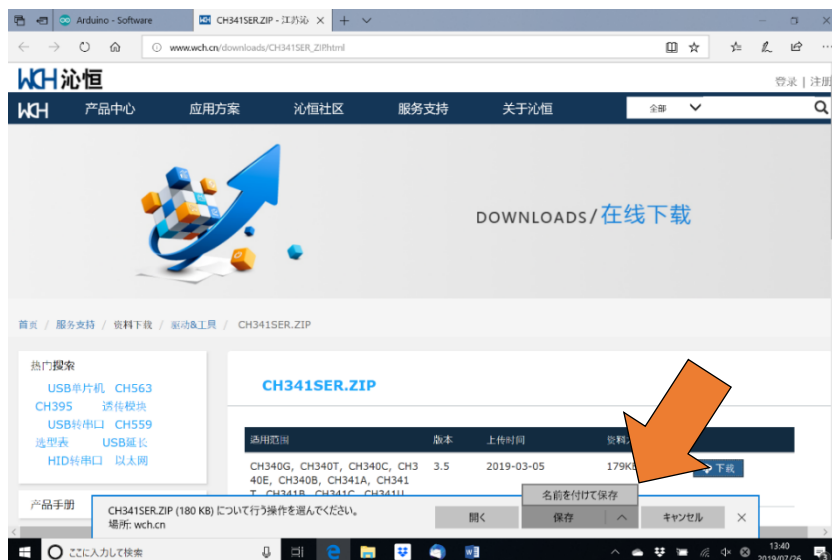 Arduino - Software
CH341SER.ZIP - 江苏沁
www.wch.cn/downloads/CH341SER_ZIP.html
WCH 沁恒
登录 | 注册
WCH 产品中心 应用方案 沁恒社区 服务支持 关于沁恒 全部
DOWNLOADS/在线下载
首页 / 服务支持 / 资料下载 / 驱动&工具 / CH341SER.ZIP
热门搜索
USB单片机 CH563
CH395 透传模块
USB转串口 CH559
选型表 USB延长
HID转串口 以太网
产品手册
CH341SER.ZIP
适用范围 版本 上传时间 资料
CH340G, CH340T, CH340C, CH3 3.5 2019-03-05 179K 下载
40E, CH340B, CH341A, CH341
T, CH341B, CH341C, CH341U
名前を付けて保存
CH341SER.ZIP (180 KB) について行う操作を選んでください。
場所: wch.cn
開く 保存 キャンセル
ここに入力して検索
13:40
2019/07/26